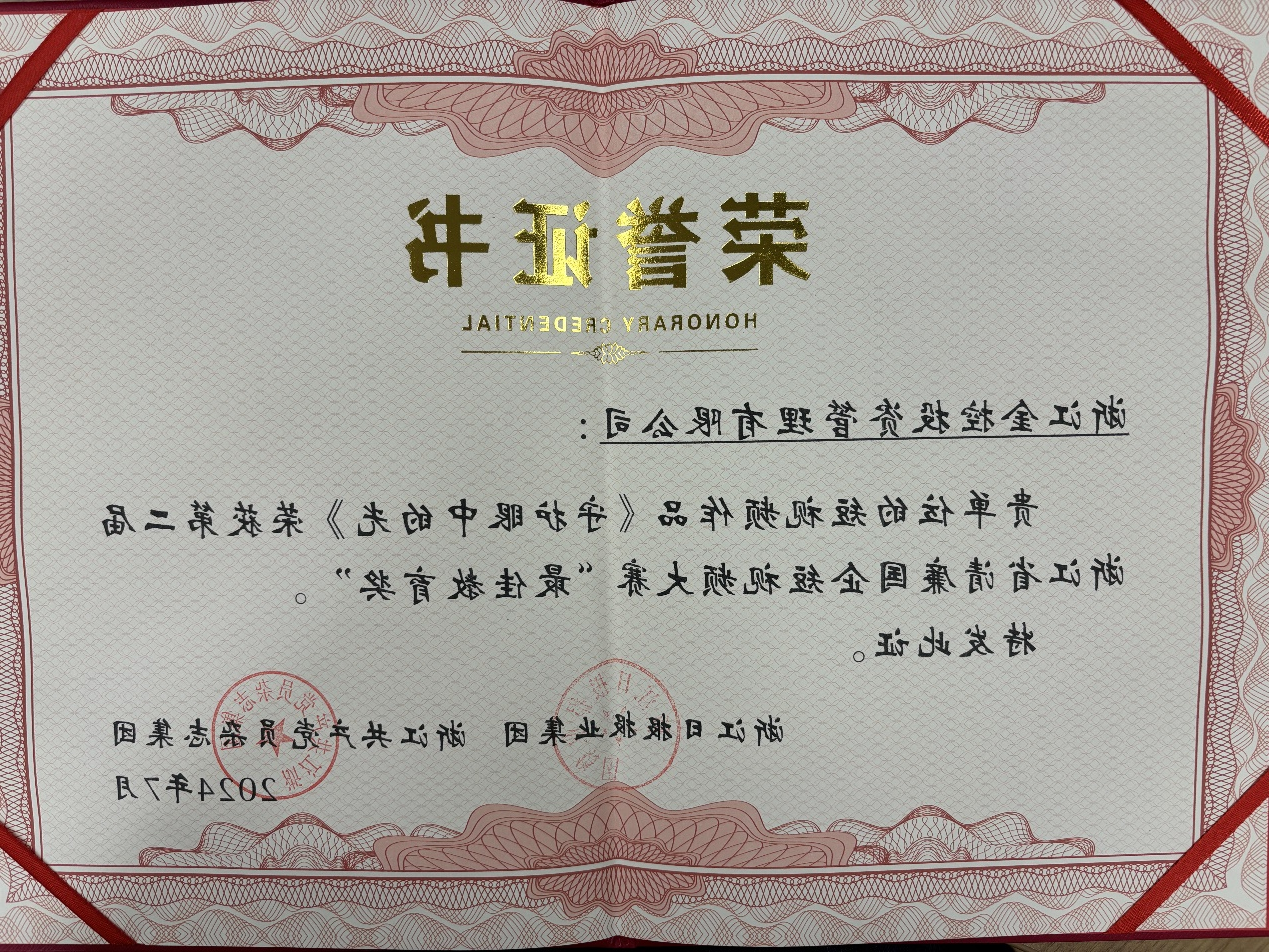 荣誉证书
HONORARY CREDENTIAL
浙江金控投资管理有限公司：
贵单位的短视频作品《守护眼中的光》荣获第二届
浙江省清廉国企短视频大赛“最佳教育奖”。
特发此证。
浙江日报报业集团 浙江共产党员杂志集团
2024年7月